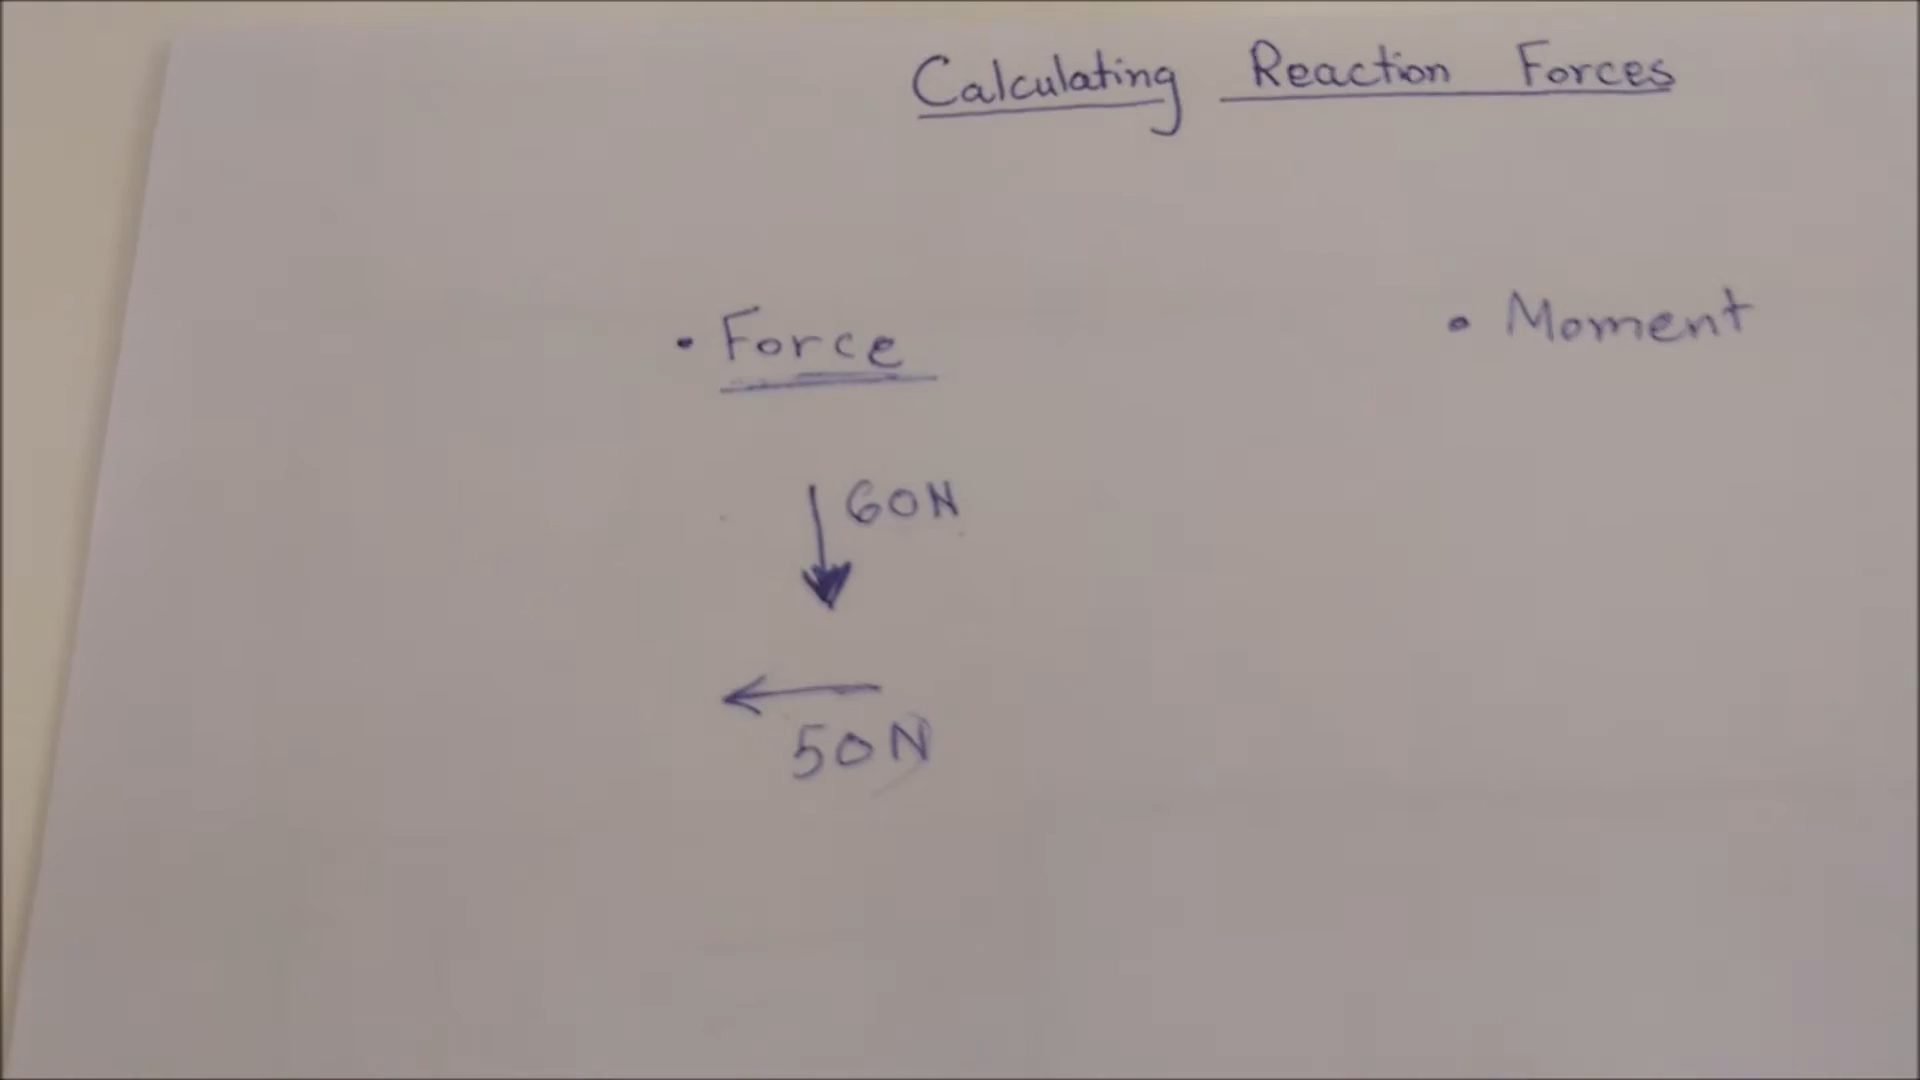 Calculating Reaction Forces
• Force
• Moment
60N
50N